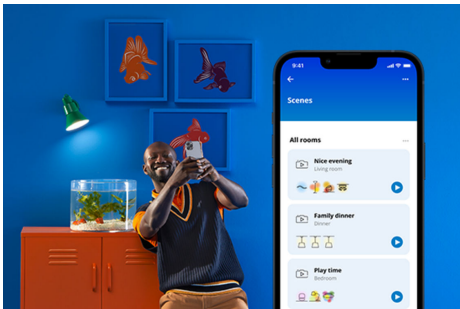 9:41
Scenes
All rooms
Nice evening
Living room
Family dinner
Dinner
Play time
Bedroom